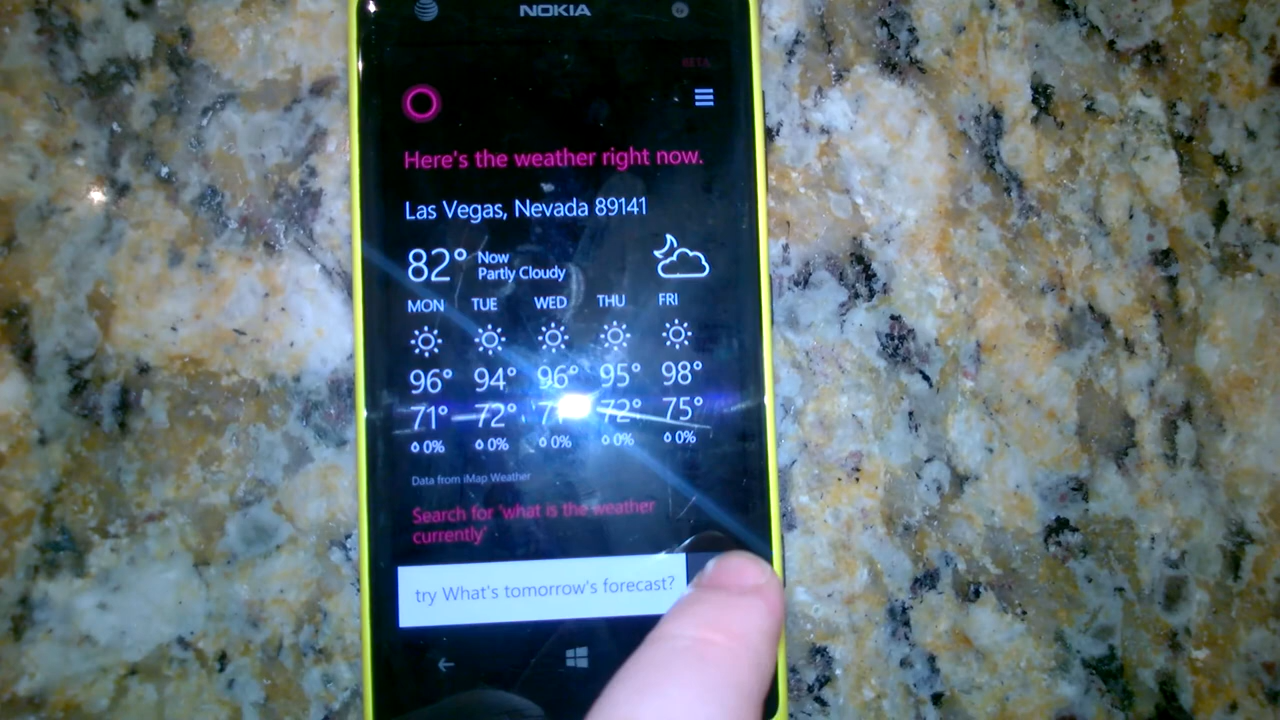 NOKIA
BETA
Here's the weather right now.
Las Vegas, Nevada 89141
82° Now
Partly Cloudy
MON TUE WED THU FRI
96° 94° 96° 95° 98°
71° 72° 72° 75°
0% 0% 0% 0% 0%
Data from iMap Weather
Search for 'what is the weather
currently'
try What's tomorrow's forecast?